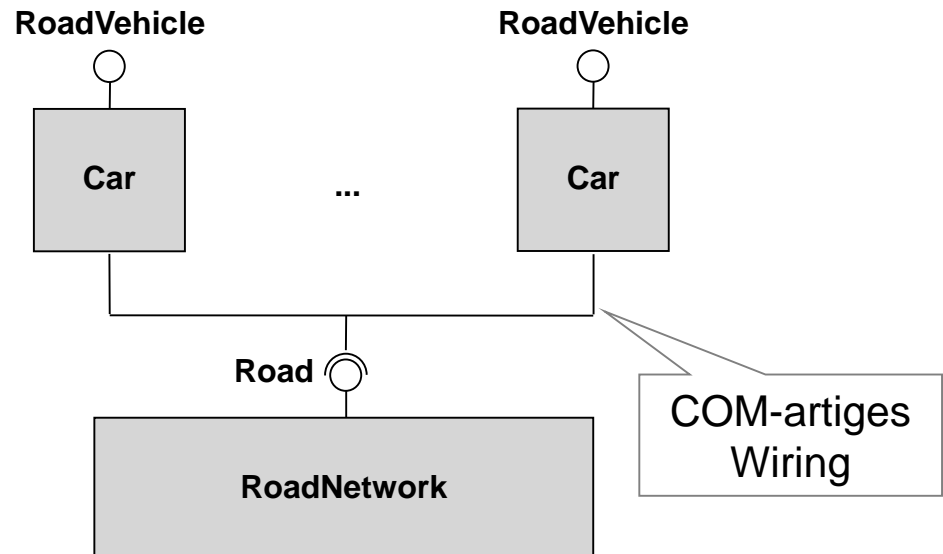 RoadVehicle RoadVehicle
Car ... Car
Road
COM-artiges
Wiring
RoadNetwork